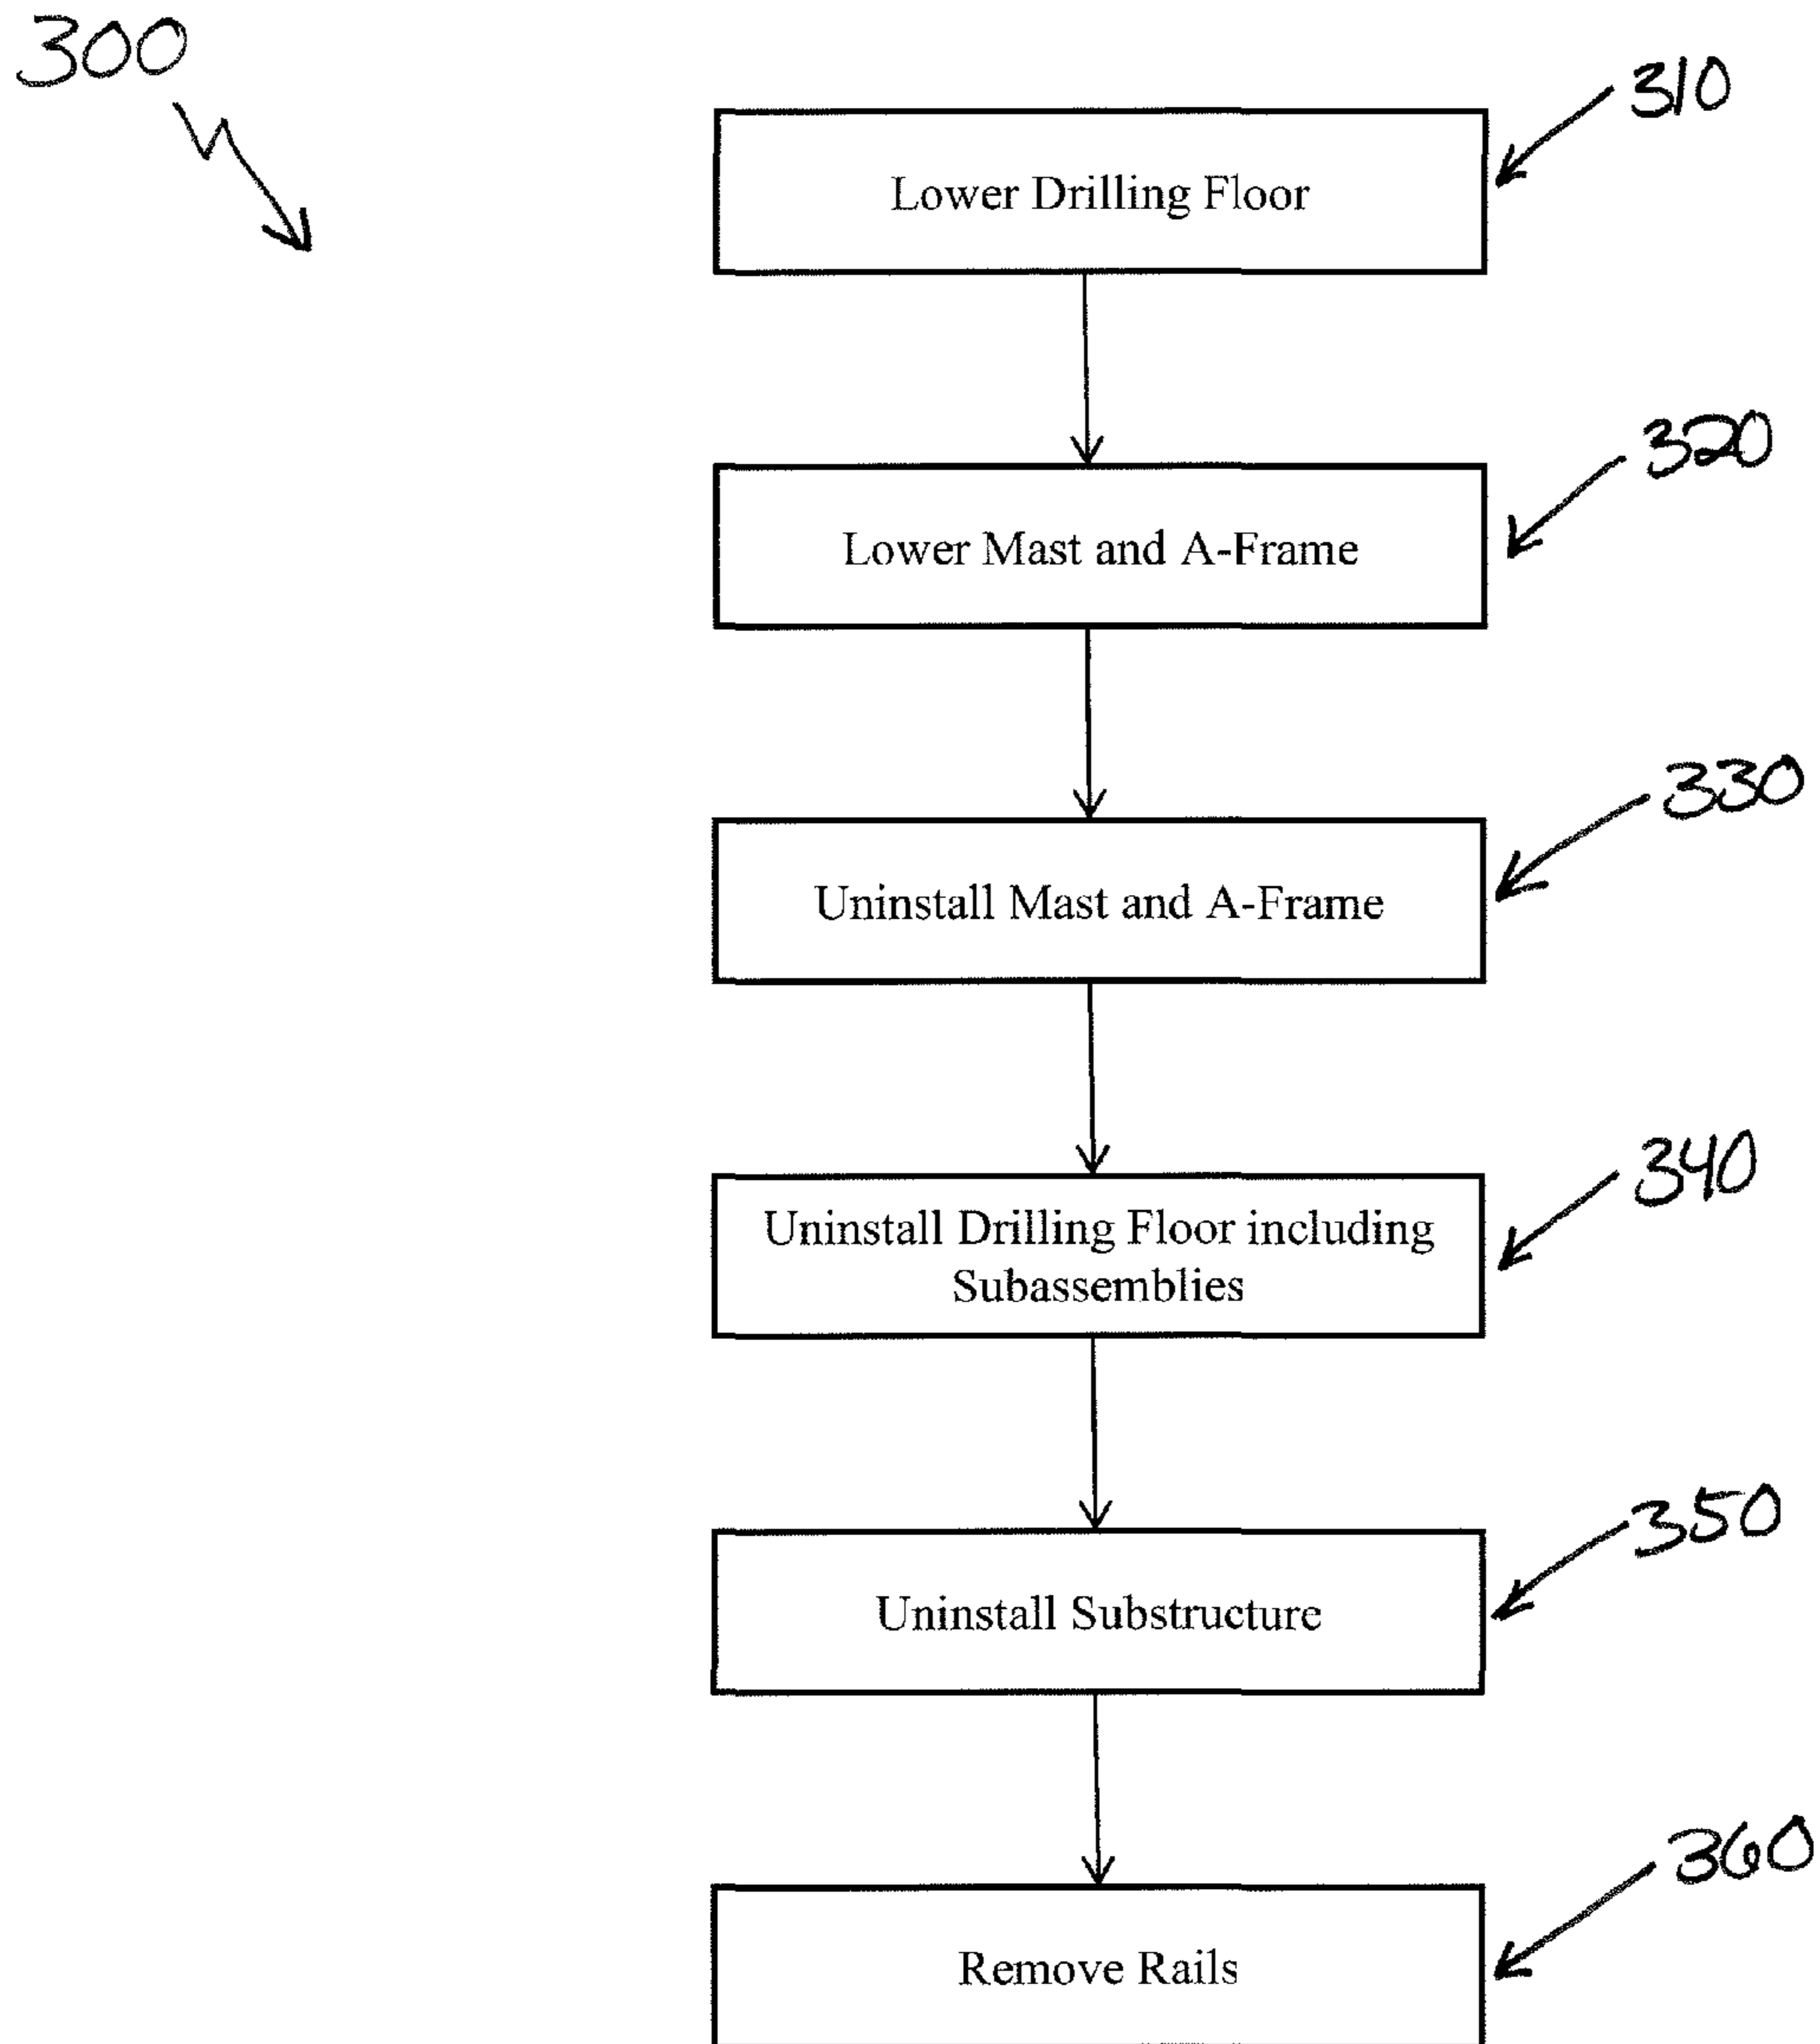 300
310
Lower Drilling Floor
320
Lower Mast and A-Frame
330
Uninstall Mast and A-Frame
340
Uninstall Drilling Floor including
Subassemblies
350
Uninstall Substructure
360
Remove Rails